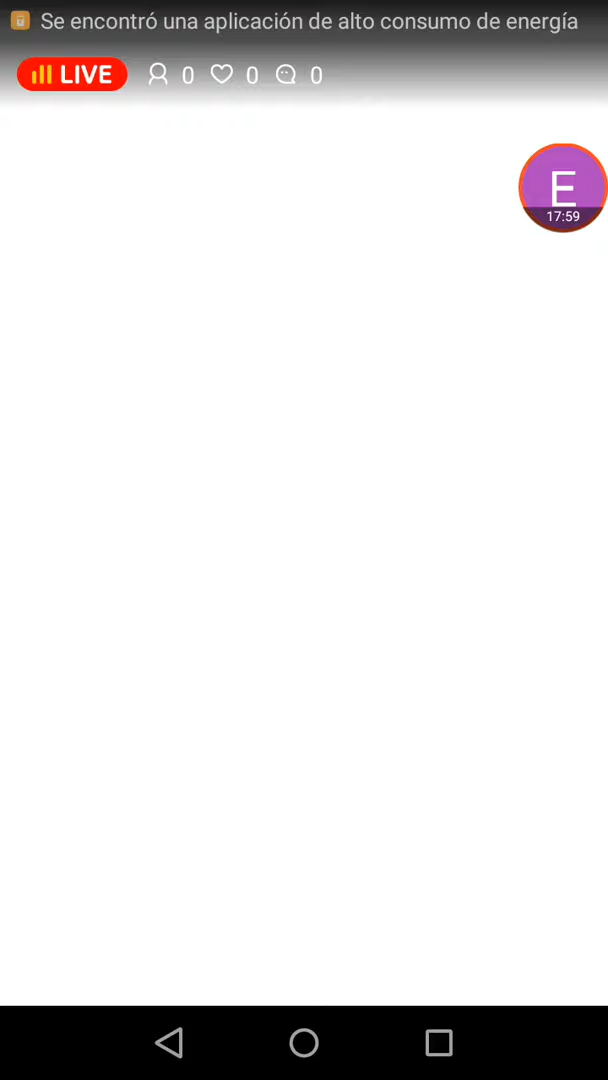 Se encontró una aplicación de alto consumo de energía
LIVE 0 0 0
E
17:59